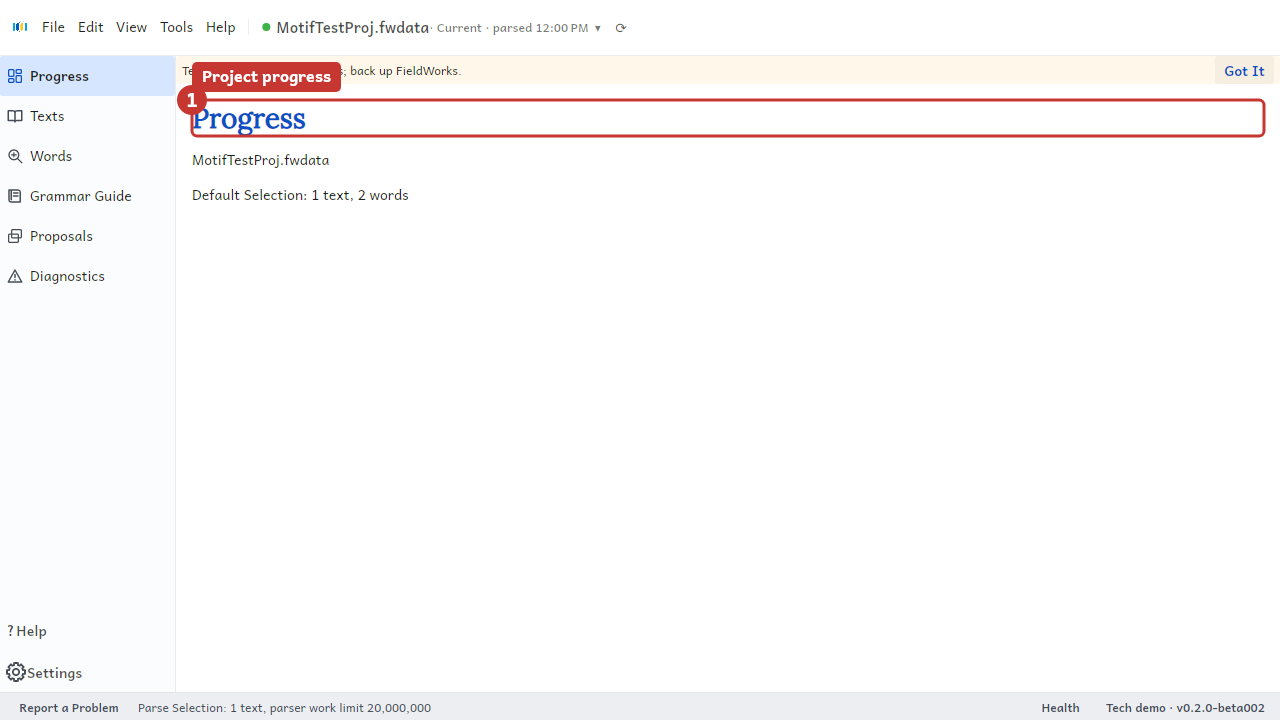 File Edit View Tools Help MotifTestProj.fwdata · Current · parsed 12:00 PM ▾ ⟳
Progress
Texts
Words
Grammar Guide
Proposals
Diagnostics
? Help
Settings
Te ; back up FieldWorks. Got It
Project progress
1
Progress
MotifTestProj.fwdata
Default Selection: 1 text, 2 words
Report a Problem Parse Selection: 1 text, parser work limit 20,000,000 Health Tech demo · v0.2.0-beta002